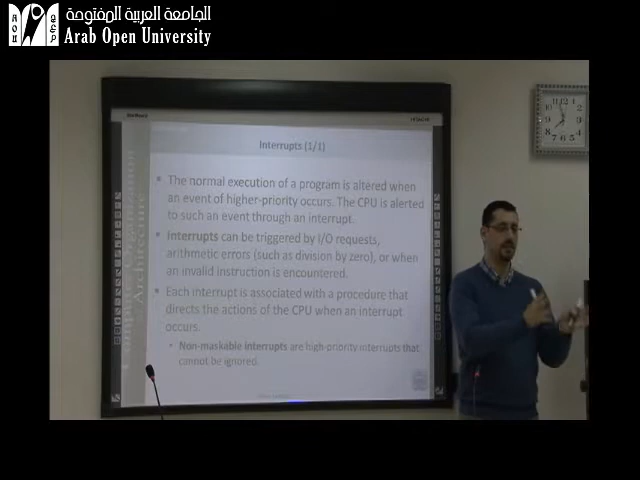 الجامعة العربية المفتوحة
Arab Open University
Interrupts (1/1)
The normal execution of a program is altered when
an event of higher-priority occurs. The CPU is alerted
to such an event through an interrupt.
Interrupts can be triggered by I/O requests,
arithmetic errors (such as division by zero), or when
an invalid instruction is encountered.
Each interrupt is associated with a procedure that
directs the actions of the CPU when an interrupt
occurs.
Non-maskable interrupts are high-priority interrupts that
cannot be ignored.
Computer Organization
Architecture